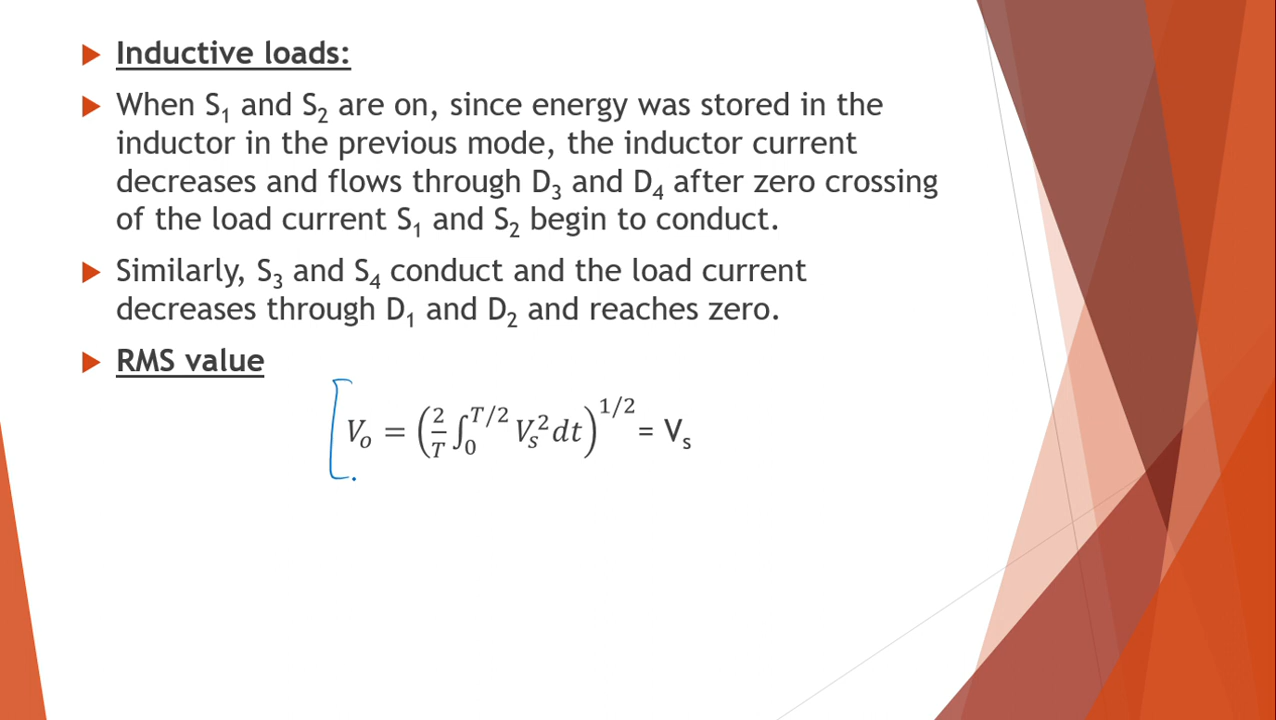 Inductive loads:
When S₁ and S₂ are on, since energy was stored in the
inductor in the previous mode, the inductor current
decreases and flows through D₃ and D₄ after zero crossing
of the load current S₁ and S₂ begin to conduct.
Similarly, S₃ and S₄ conduct and the load current
decreases through D₁ and D₂ and reaches zero.
RMS value
Vₒ = (2/T ∫₀^{T/2} Vₛ² dt)^{1/2} = Vₛ